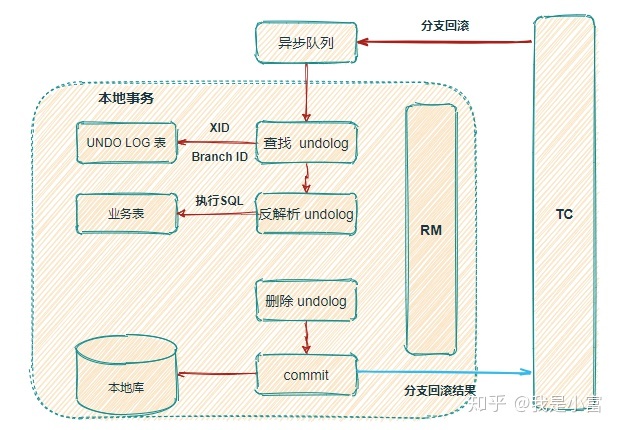 异步队列
分支回滚
本地事务
UNDO LOG 表
XID
Branch ID
查找 undolog
业务表
执行SQL
反解析 undolog
RM
TC
删除 undolog
本地库
commit
分支回滚结果
知乎 @我是小富